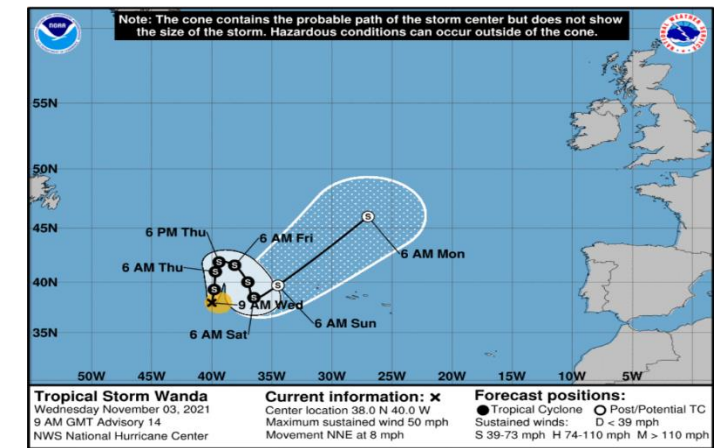 Note: The cone contains the probable path of the storm center but does not show
the size of the storm. Hazardous conditions can occur outside of the cone.
NOAA
NATIONAL WEATHER SERVICE
55N
50N
45N
40N
35N
6 PM Thu
6 AM Fri
6 AM Thu
9 AM Wed
6 AM Sat
6 AM Sun
6 AM Mon
S
S
S
S
S
S
S
S
50W
45W
40W
35W
30W
25W
20W
15W
10W
5W
Tropical Storm Wanda
Wednesday November 03, 2021
9 AM GMT Advisory 14
NWS National Hurricane Center
Current information: x
Center location 38.0 N 40.0 W
Maximum sustained wind 50 mph
Movement NNE at 8 mph
Forecast positions:
● Tropical Cyclone O Post/Potential TC
Sustained winds: D < 39 mph
S 39-73 mph H 74-110 mph M > 110 mph